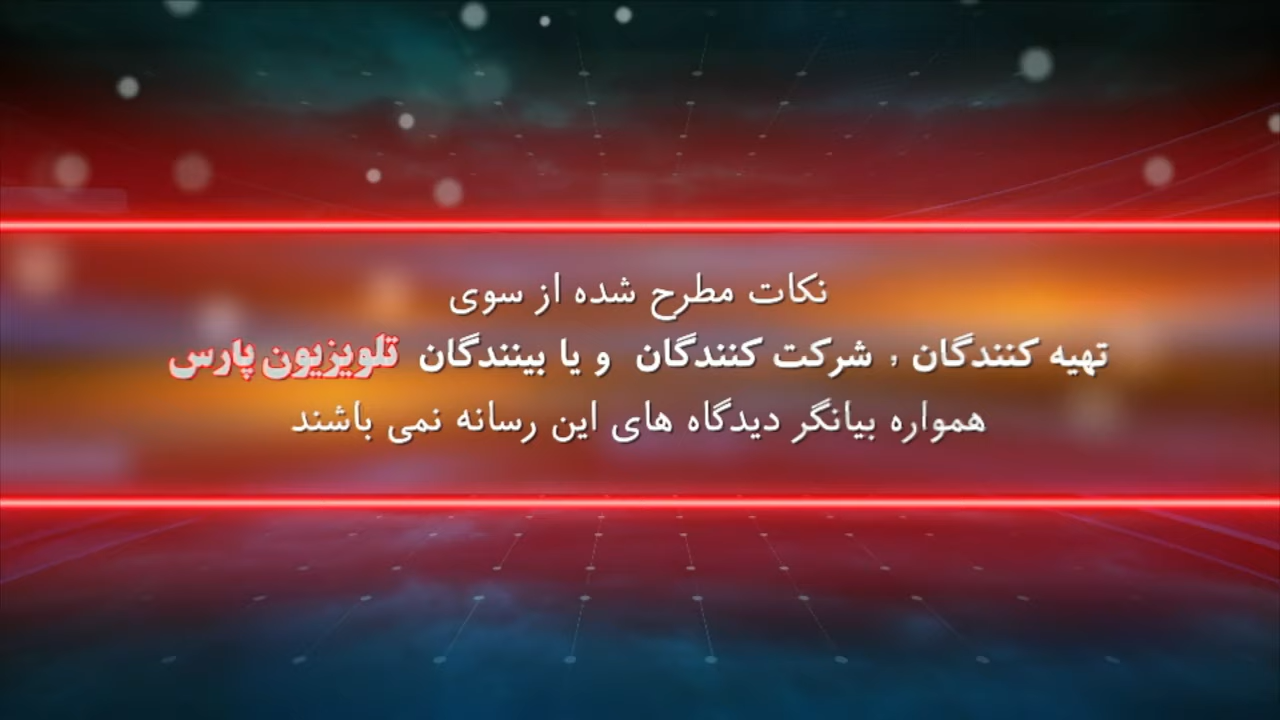 نکات مطرح شده از سوی
تهیه کنندگان , شرکت کنندگان و یا بینندگان تلویزیون پارس
همواره بیانگر دیدگاه های این رسانه نمی باشند